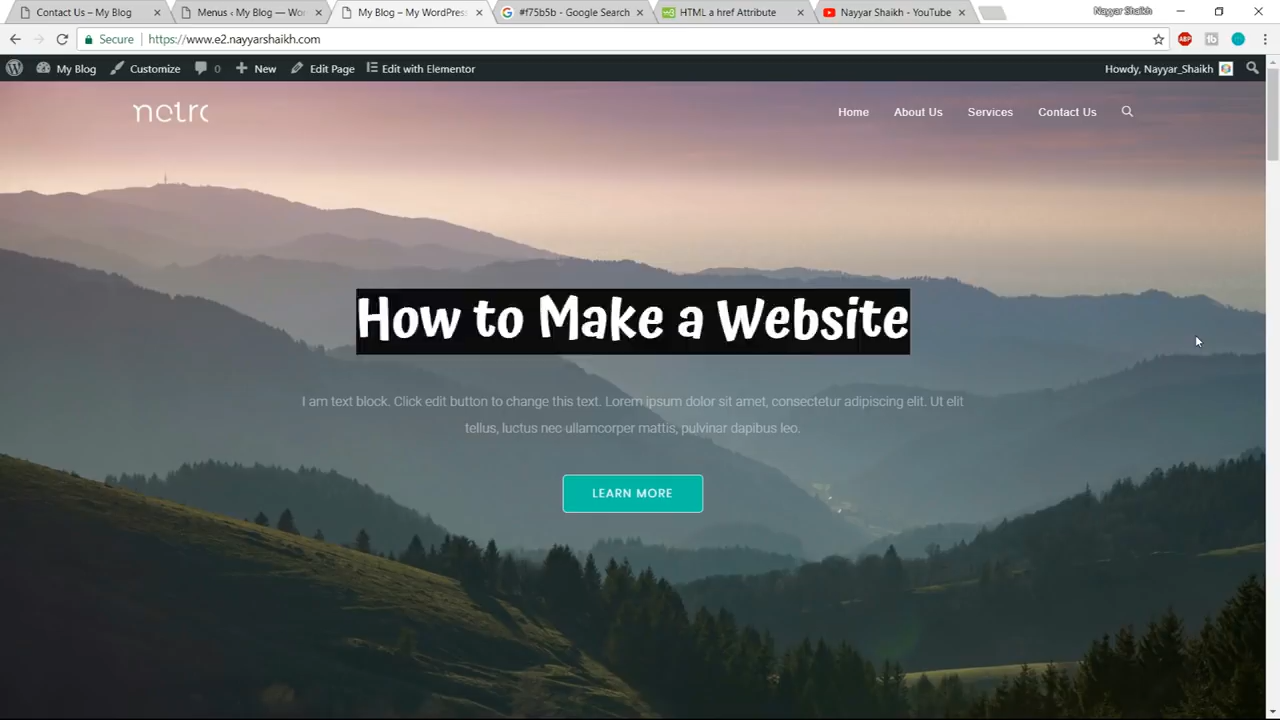 Contact Us – My Blog
Menus ‹ My Blog — Wor
My Blog – My WordPres
#f75b5b - Google Search
HTML a href Attribute
Nayyar Shaikh - YouTube
Nayyar Shaikh
Secure
https://www.e2.nayyarshaikh.com
ABP
My Blog
Customize
0
New
Edit Page
Edit with Elementor
Howdy, Nayyar_Shaikh
Home
About Us
Services
Contact Us
How to Make a Website
I am text block. Click edit button to change this text. Lorem ipsum dolor sit amet, consectetur adipiscing elit. Ut elit
tellus, luctus nec ullamcorper mattis, pulvinar dapibus leo.
LEARN MORE